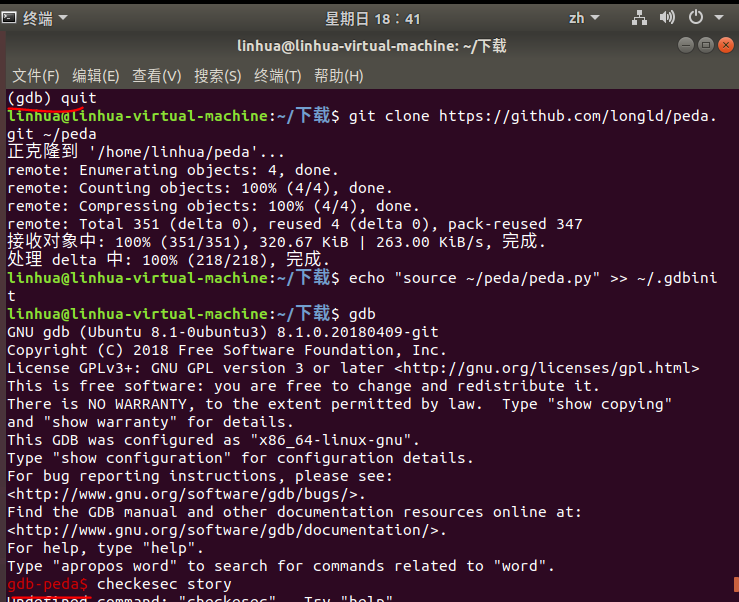 终端 星期日 18：41 zh
linhua@linhua-virtual-machine: ~/下载
文件(F) 编辑(E) 查看(V) 搜索(S) 终端(T) 帮助(H)
(gdb) quit
linhua@linhua-virtual-machine:~/下载$ git clone https://github.com/longld/peda.
git ~/peda
正克隆到 '/home/linhua/peda'...
remote: Enumerating objects: 4, done.
remote: Counting objects: 100% (4/4), done.
remote: Compressing objects: 100% (4/4), done.
remote: Total 351 (delta 0), reused 4 (delta 0), pack-reused 347
接收对象中: 100% (351/351), 320.67 KiB | 263.00 KiB/s, 完成.
处理 delta 中: 100% (218/218), 完成.
linhua@linhua-virtual-machine:~/下载$ echo "source ~/peda/peda.py" >> ~/.gdbini
t
linhua@linhua-virtual-machine:~/下载$ gdb
GNU gdb (Ubuntu 8.1-0ubuntu3) 8.1.0.20180409-git
Copyright (C) 2018 Free Software Foundation, Inc.
License GPLv3+: GNU GPL version 3 or later <http://gnu.org/licenses/gpl.html>
This is free software: you are free to change and redistribute it.
There is NO WARRANTY, to the extent permitted by law.  Type "show copying"
and "show warranty" for details.
This GDB was configured as "x86_64-linux-gnu".
Type "show configuration" for configuration details.
For bug reporting instructions, please see:
<http://www.gnu.org/software/gdb/bugs/>.
Find the GDB manual and other documentation resources online at:
<http://www.gnu.org/software/gdb/documentation/>.
For help, type "help".
Type "apropos word" to search for commands related to "word".
gdb-peda$ checkesec story
Undefined command: "checkesec".  Try "help"